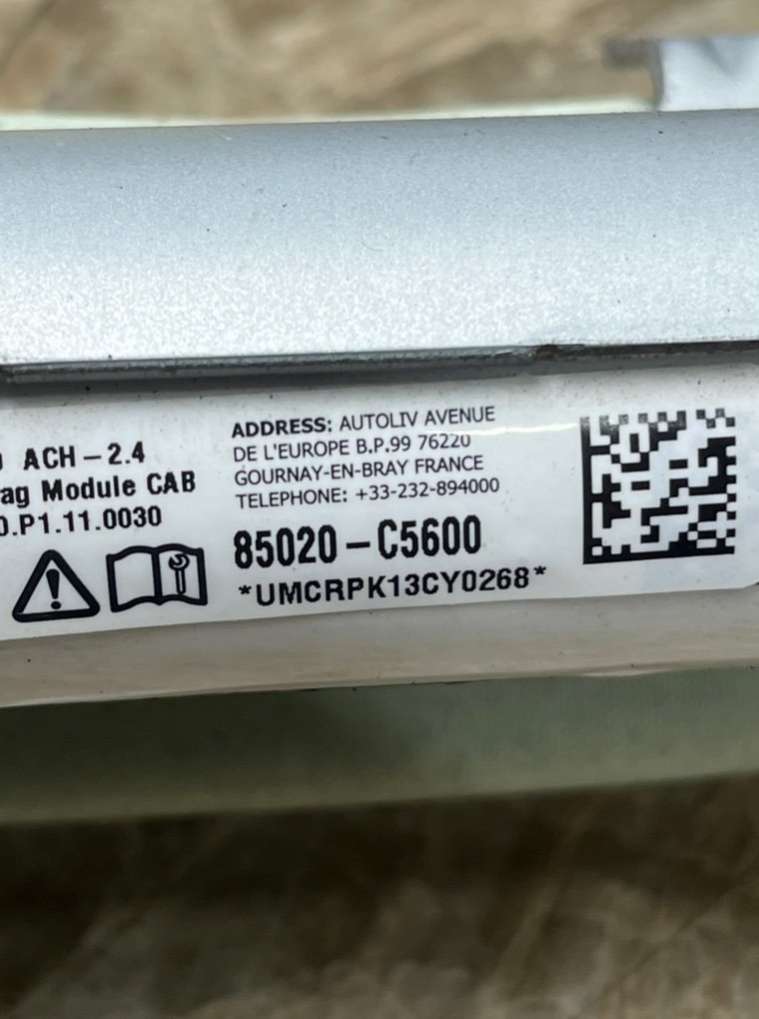 ACH-2.4
ag Module CAB
0.P1.11.0030
ADDRESS: AUTOLIV AVENUE
DE L'EUROPE B.P.99 76220
GOURNAY-EN-BRAY FRANCE
TELEPHONE: +33-232-894000
85020-C5600
*UMCRPK13CY0268*